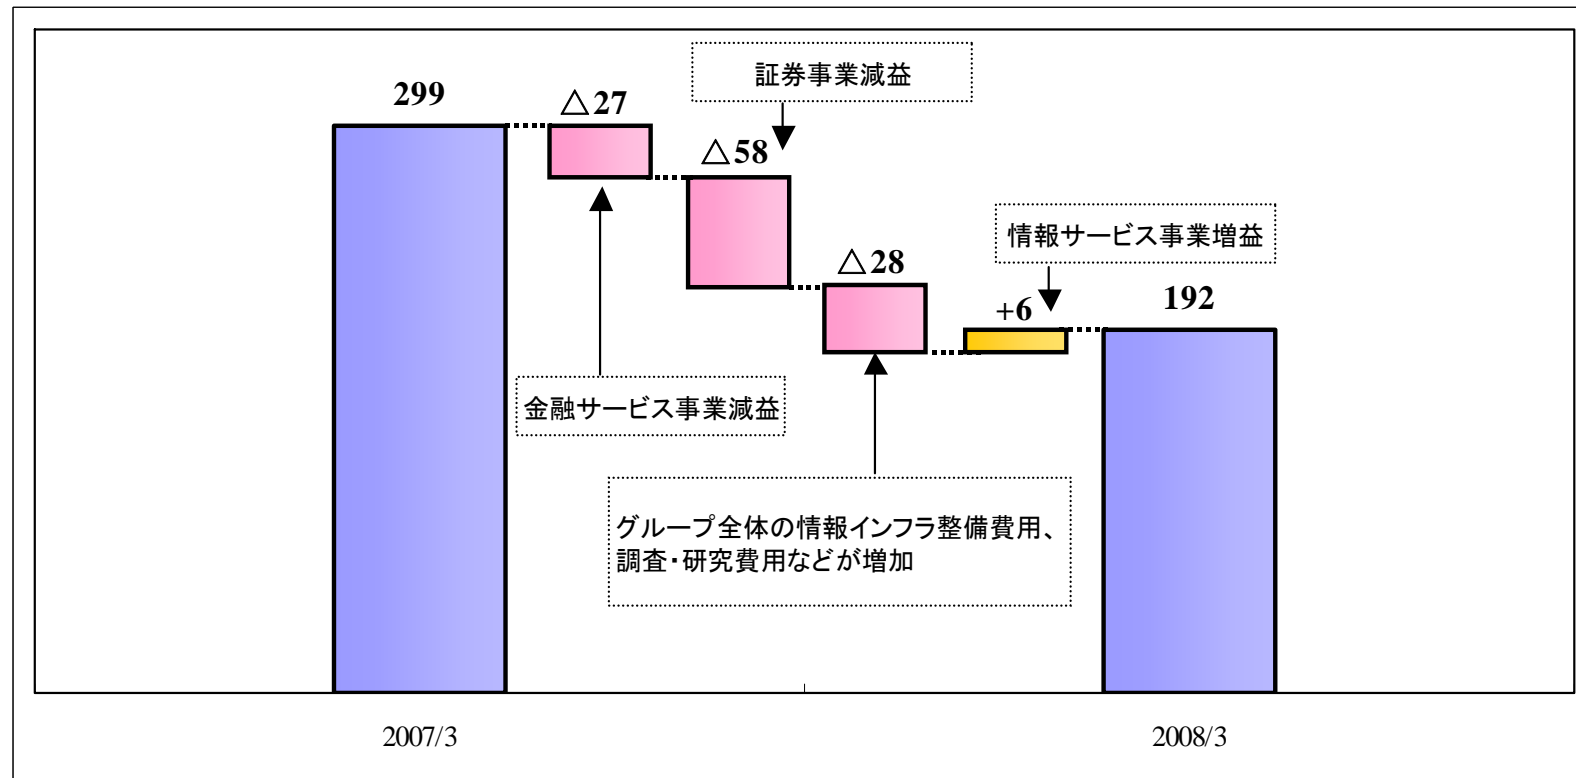 証券事業減益
299
△27
△58
情報サービス事業増益
△28
+6
192
金融サービス事業減益
グループ全体の情報インフラ整備費用、
調査・研究費用などが増加
2007/3
2008/3